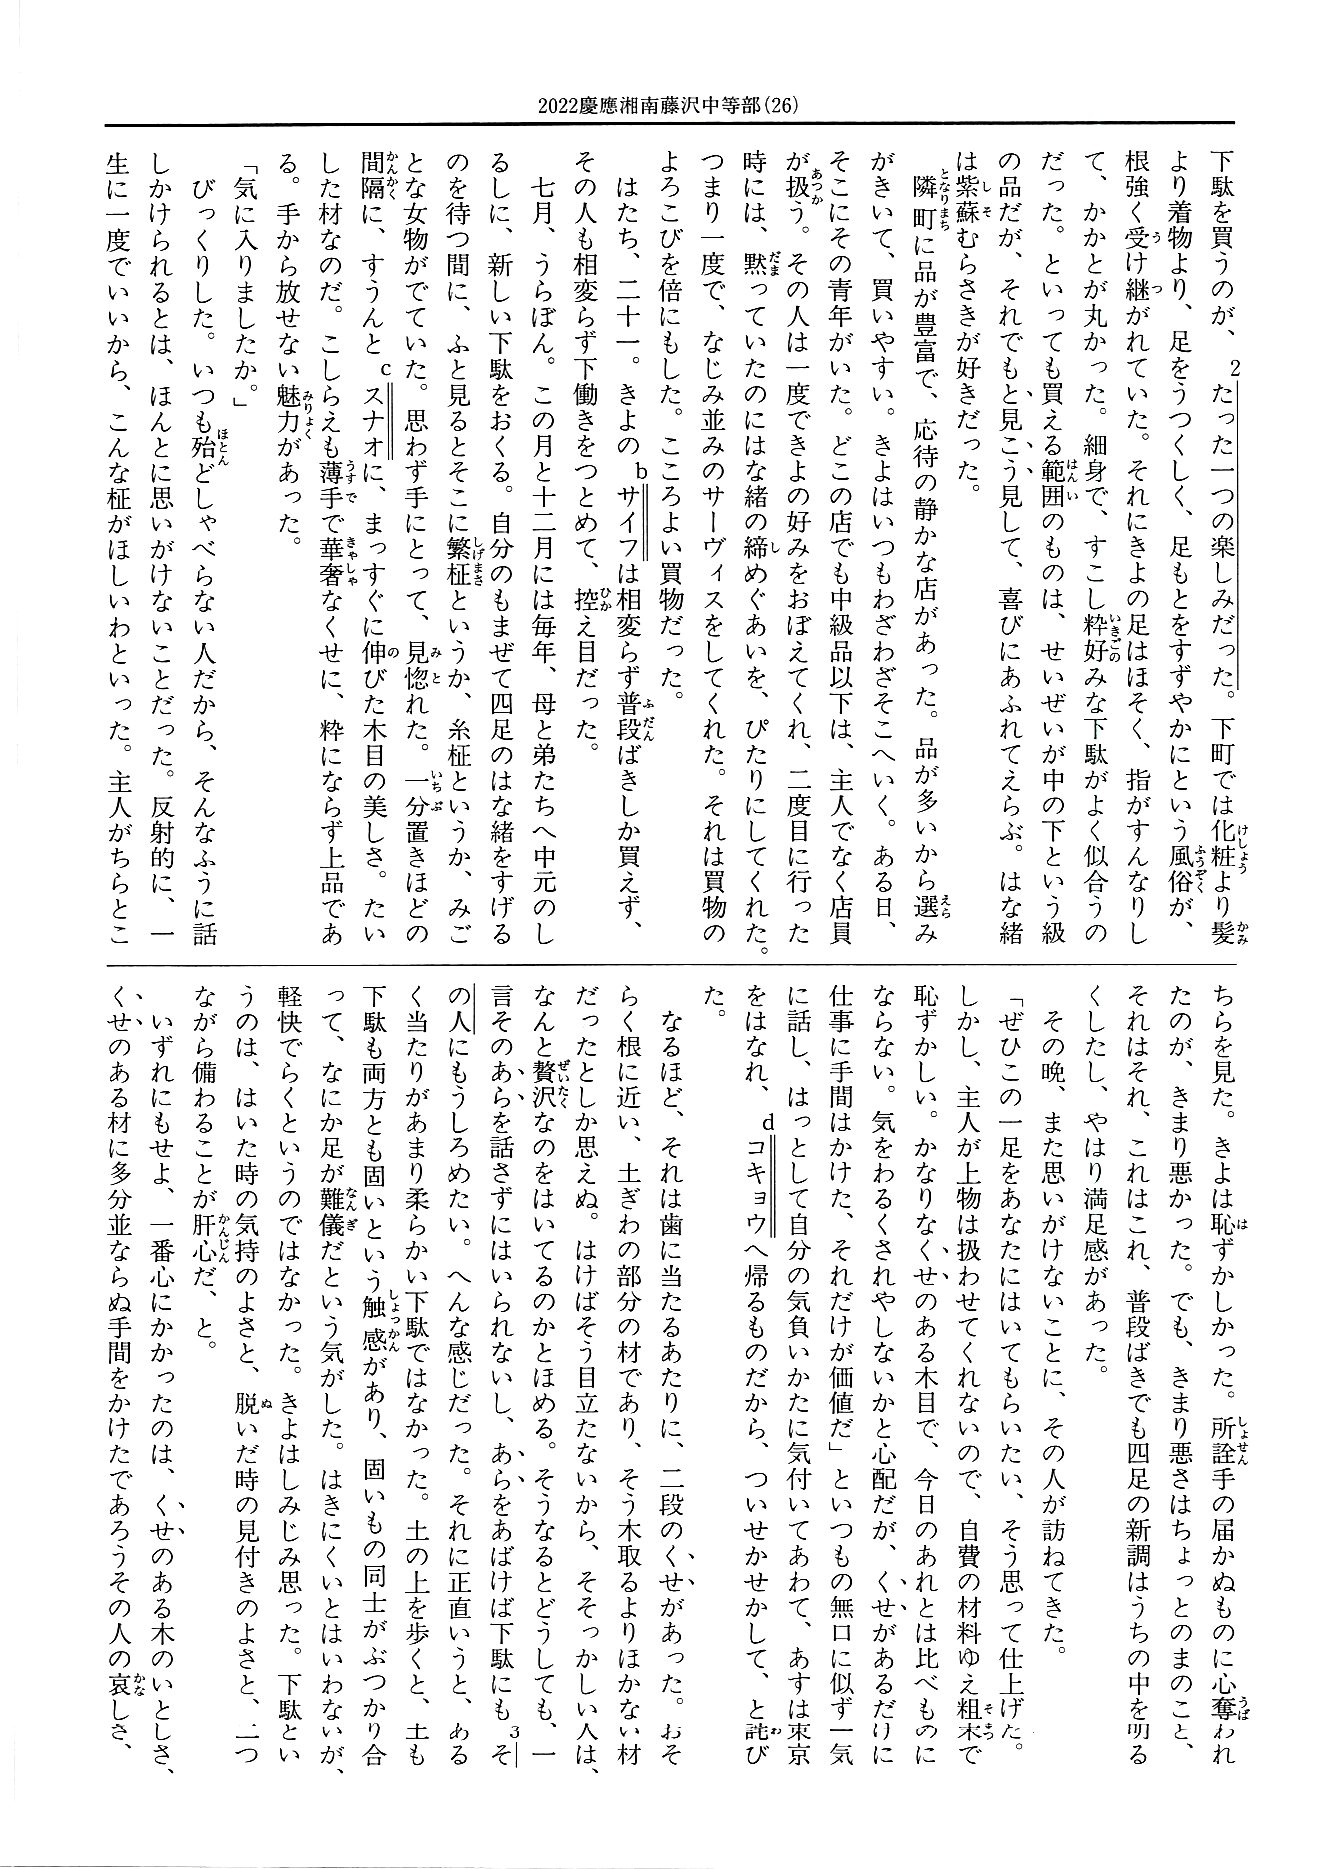 2022慶應湘南藤沢中等部(26)
下駄を買うのが、2たった一つの楽しみだった。下町では化粧より髪
より着物より、足をうつくしく、足もとをすずやかにという風俗が、
根強く受け継がれていた。それにきよの足はほそく、指がすんなりし
て、かかとが丸かった。細身で、すこし粋好みな下駄がよく似合うの
だった。といっても買える範囲のものは、せいぜいが中の下という級
の品だが、それでもと見こう見して、喜びにあふれてえらぶ。はな緒
は紫蘇むらさきが好きだった。
隣町に品が豊富で、応待の静かな店があった。品が多いから選み
がきいて、買いやすい。きよはいつもわざわざそこへいく。ある日、
そこにその青年がいた。どこの店でも中級品以下は、主人でなく店員
が扱う。その人は一度できよの好みをおぼえてくれ、二度目に行った
時には、黙っていたのにはな緒の締めぐあいを、ぴたりにしてくれた。
つまり一度で、なじみ並みのサーヴィスをしてくれた。それは買物の
よろこびを倍にもした。こころよい買物だった。
はたち、二十一。きよのbサイフは相変らず普段ばきしか買えず、
その人も相変らず下働きをつとめて、控え目だった。
七月、うらぼん。この月と十二月には毎年、母と弟たちへ中元のし
るしに、新しい下駄をおくる。自分のもまぜて四足のはな緒をすげる
のを待つ間に、ふと見るとそこに繁柾というか、糸柾というか、みご
とな女物がでていた。思わず手にとって、見惚れた。一分置きほどの
間隔に、すうんとcスナオに、まっすぐに伸びた木目の美しさ。たい
した材なのだ。こしらえも薄手で華奢なくせに、粋にならず上品であ
る。手から放せない魅力があった。
「気に入りましたか。」
びっくりした。いつも殆どしゃべらない人だから、そんなふうに話
しかけられるとは、ほんとに思いがけないことだった。反射的に、一
生に一度でいいから、こんな柾がほしいわといった。主人がちらとこ
ちらを見た。きよは恥ずかしかった。所詮手の届かぬものに心奪われ
たのが、きまり悪かった。でも、きまり悪さはちょっとのまのこと、
それはそれ、これはこれ、普段ばきでも四足の新調はうちの中を明る
くしたし、やはり満足感があった。
その晩、また思いがけないことに、その人が訪ねてきた。
「ぜひこの一足をあなたにはいてもらいたい、そう思って仕上げた。
しかし、主人が上物は扱わせてくれないので、自費の材料ゆえ粗末で
恥ずかしい。かなりなくせのある木目で、今日のあれとは比べものに
ならない。気をわるくされやしないかと心配だが、くせがあるだけに
仕事に手間はかけた、それだけが価値だ」といつもの無口に似ず一気
に話し、はっとして自分の気負いかたに気付いてあわて、あすは東京
をはなれ、dコキョウへ帰るものだから、ついせかせかして、と詫び
た。
なるほど、それは歯に当たるあたりに、二段のくせがあった。おそ
らく根に近い、土ぎわの部分の材であり、そう木取るよりほかない材
だったとしか思えぬ。はけばそう目立たないから、そそっかしい人は、
なんと贅沢なのをはいてるのかとほめる。そうなるとどうしても、一
言そのあらを話さずにはいられないし、あらをあばけば下駄にも3そ
の人にもうしろめたい。へんな感じだった。それに正直いうと、ある
く当たりがあまり柔らかい下駄ではなかった。土の上を歩くと、土も
下駄も両方とも固いという触感があり、固いもの同士がぶつかり合
って、なにか足が難儀だという気がした。はきにくいとはいわないが、
軽快でらくというのではなかった。きよはしみじみ思った。下駄とい
うのは、はいた時の気持のよさと、脱いだ時の見付きのよさと、二つ
ながら備わることが肝心だ、と。
いずれにもせよ、一番心にかかったのは、くせのある木のいとしさ、
くせのある材に多分並ならぬ手間をかけたであろうその人の哀しさ、